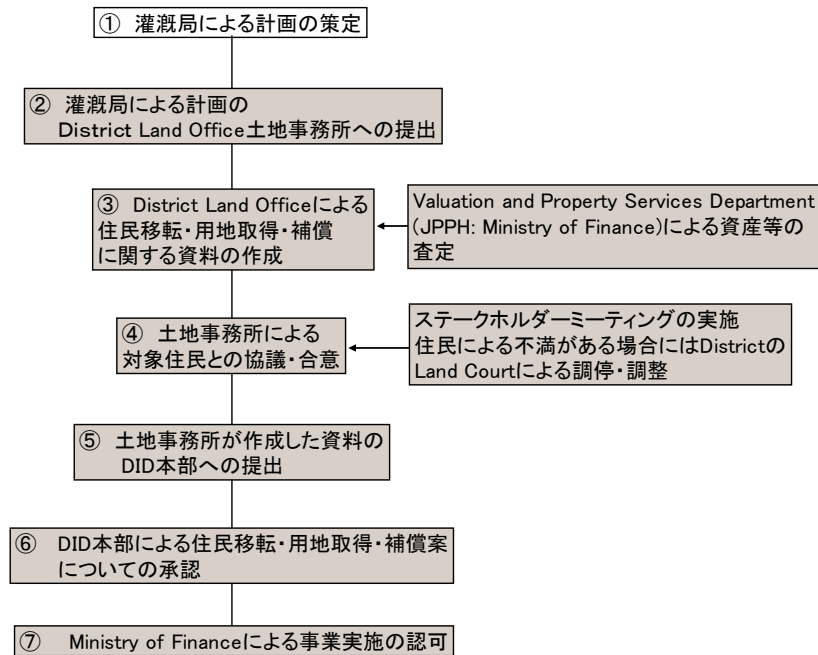 ① 灌漑局による計画の策定
② 灌漑局による計画の
District Land Office土地事務所への提出
③ District Land Officeによる
住民移転・用地取得・補償
に関する資料の作成
Valuation and Property Services Department
(JPPH: Ministry of Finance)による資産等の
査定
④ 土地事務所による
対象住民との協議・合意
ステークホルダーミーティングの実施
住民による不満がある場合にはDistrictの
Land Courtによる調停・調整
⑤ 土地事務所が作成した資料の
DID本部への提出
⑥ DID本部による住民移転・用地取得・補償案
についての承認
⑦ Ministry of Financeによる事業実施の認可